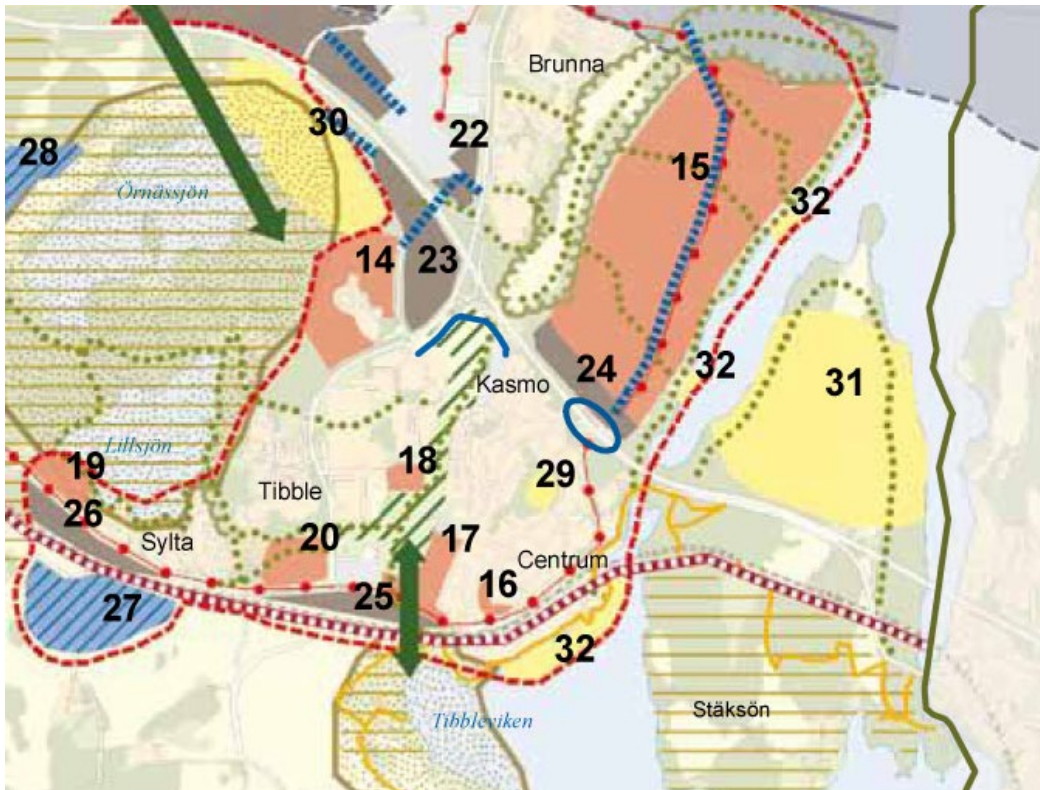 Brunna
30
22
28
Örnässjön
15
32
14
23
24
32
Kasmo
31
Lillsjön
19
18
29
Tibble
26
Sylta
20
17
Centrum
27
25
16
32
Stäksön
Tibbleviken